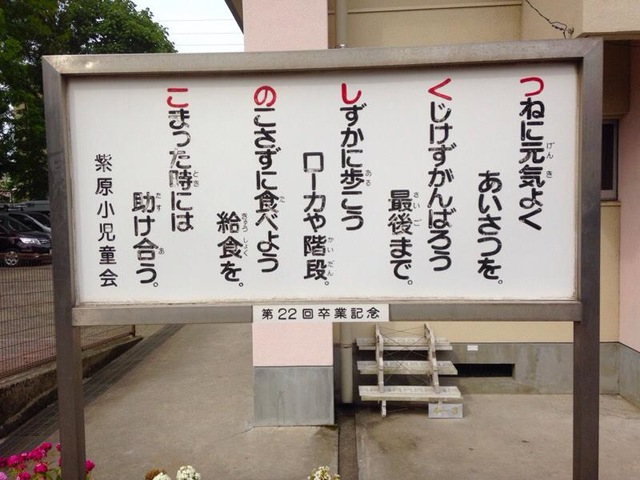 つねに元気よく
あいさつを。
くじけずがんばろう
最後まで。
しずかに歩こう
ローカや階段。
のこさずに食べよう
給食を。
こまった時には
助け合う。
紫原小児童会
第22回卒業記念